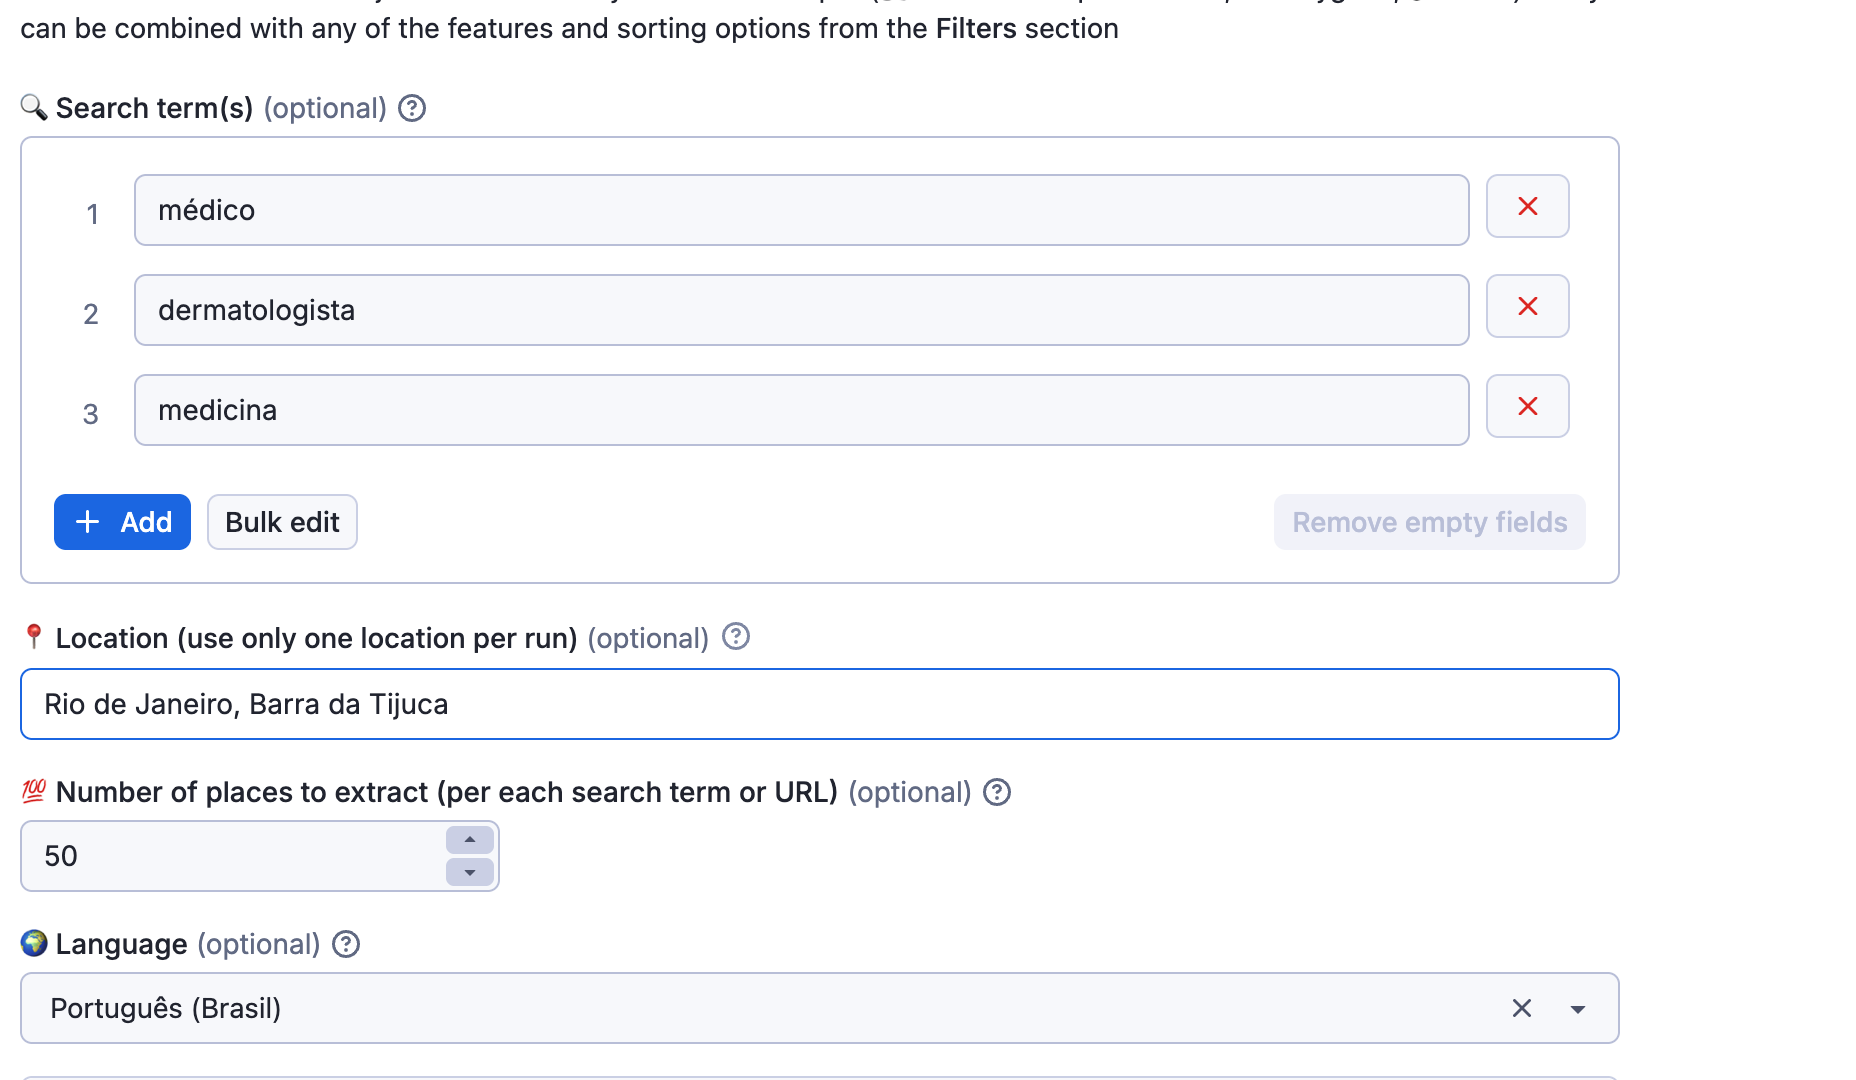 can be combined with any of the features and sorting options from the Filters section
Search term(s) (optional)
1 médico
2 dermatologista
3 medicina
Add Bulk edit Remove empty fields
Location (use only one location per run) (optional)
Rio de Janeiro, Barra da Tijuca
💯 Number of places to extract (per each search term or URL) (optional)
50
Language (optional)
Português (Brasil)